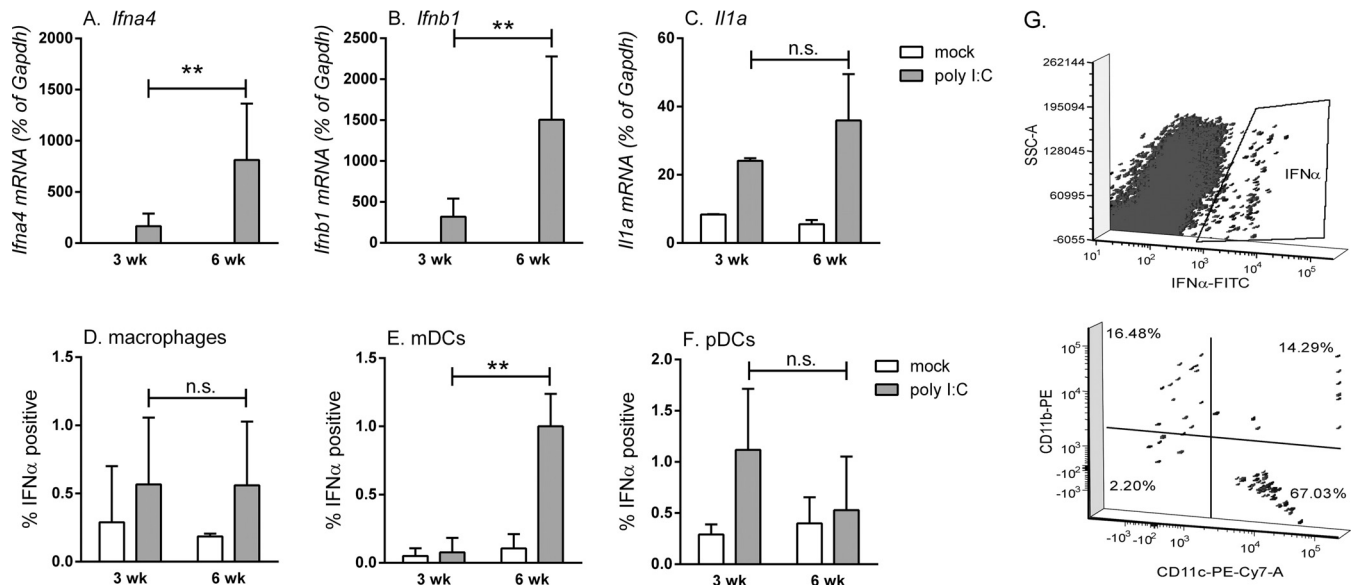 A. Ifna4
Ifna4 mRNA (% of Gapdh)
2000
1500
1000
500
0
**
3 wk
6 wk
B. Ifnb1
Ifnb1 mRNA (% of Gapdh)
2500
2000
1500
1000
500
0
**
3 wk
6 wk
C. Il1a
Il1a mRNA (% of Gapdh)
60
40
20
0
n.s.
3 wk
6 wk
mock
poly I:C
G.
262144
195094
128045
60995
-6055
SSC-A
IFNα
10¹
10²
10³
10⁴
10⁵
IFNα-FITC
D. macrophages
% IFNα positive
1.5
1.0
0.5
0.0
n.s.
3 wk
6 wk
E. mDCs
% IFNα positive
1.5
1.0
0.5
0.0
**
3 wk
6 wk
F. pDCs
% IFNα positive
2.0
1.5
1.0
0.5
0.0
n.s.
3 wk
6 wk
mock
poly I:C
16.48%
14.29%
2.20%
67.03%
10⁵
10⁴
10³
-10²
-10³
CD11b-PE
-10³
-10²
10³
10⁴
10⁵
CD11c-PE-Cy7-A